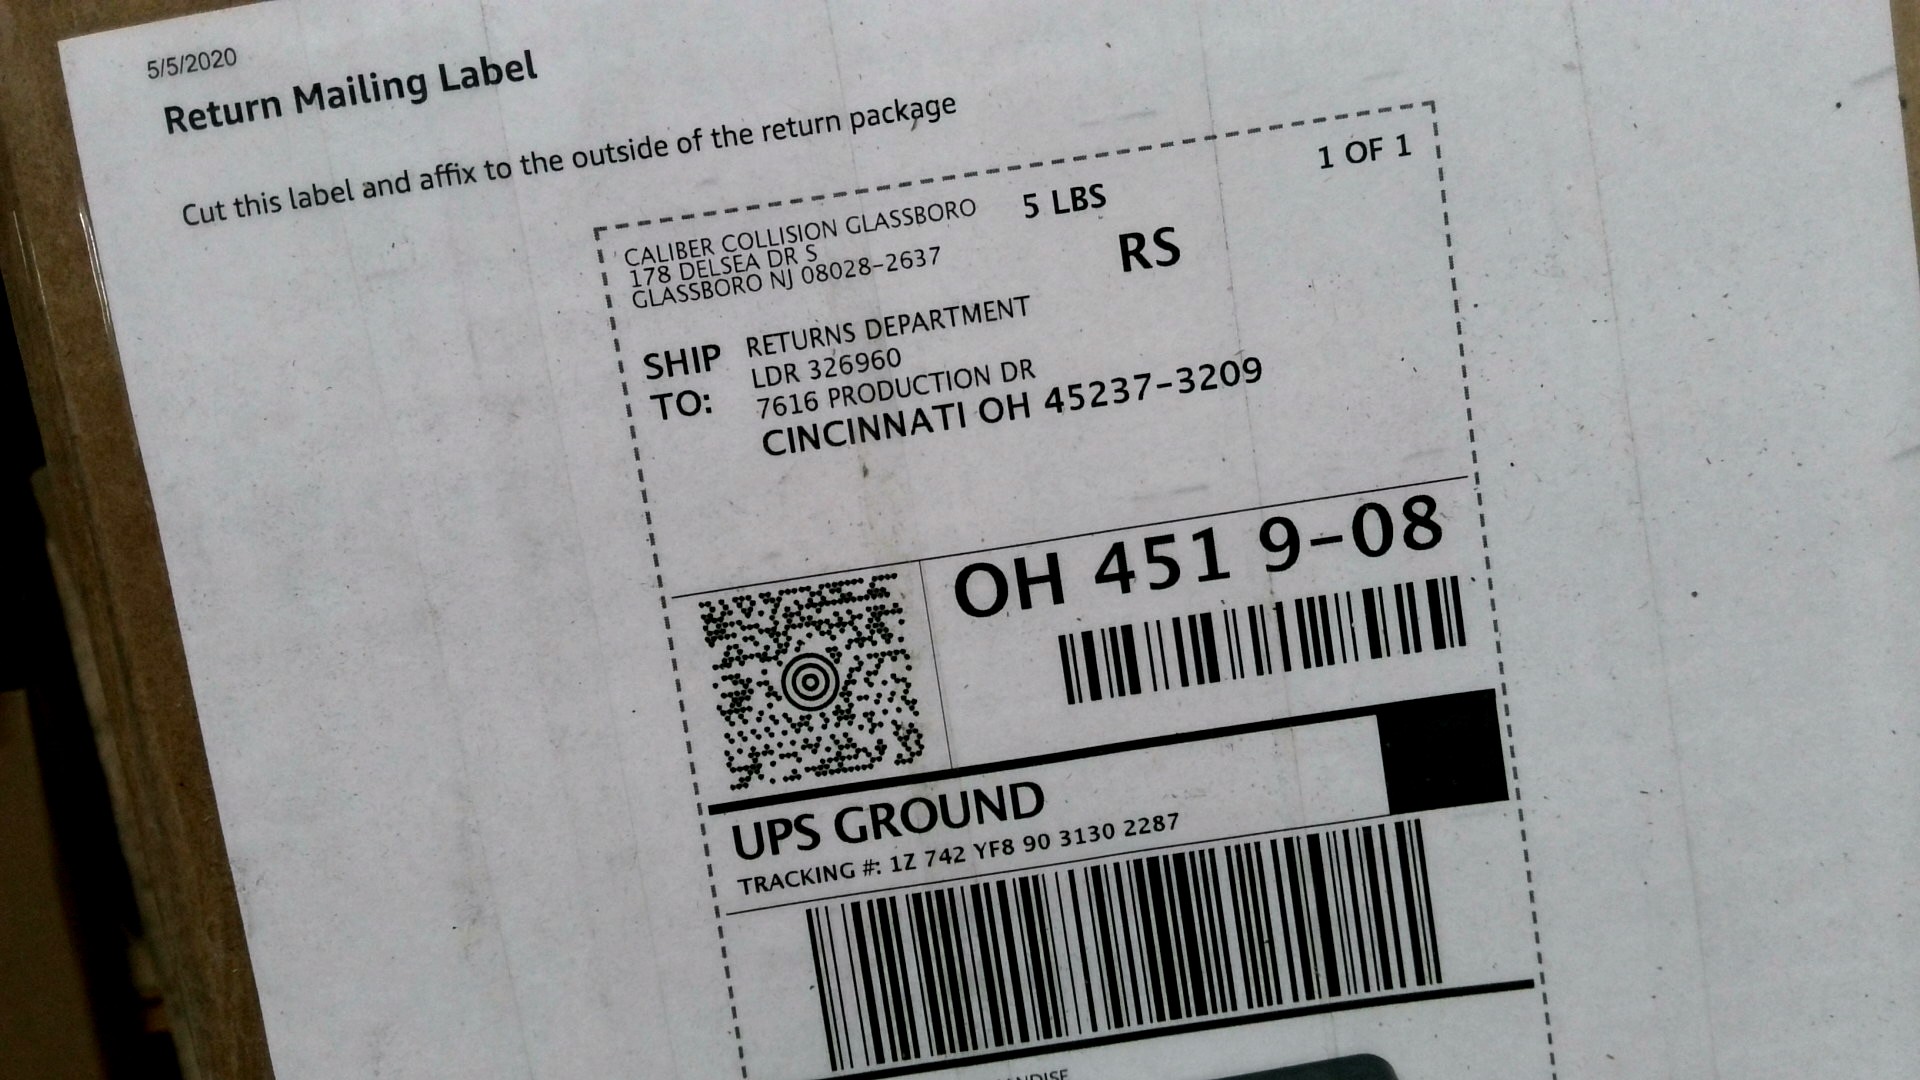 5/5/2020
Return Mailing Label
Cut this label and affix to the outside of the return package
1 OF 1
CALIBER COLLISION GLASSBORO 5 LBS
178 DELSEA DR S
GLASSBORO NJ 08028-2637
RS
SHIP TO: RETURNS DEPARTMENT
LDR 326960
7616 PRODUCTION DR
CINCINNATI OH 45237-3209
OH 451 9-08
UPS GROUND
TRACKING #: 1Z 742 YF8 90 3130 2287